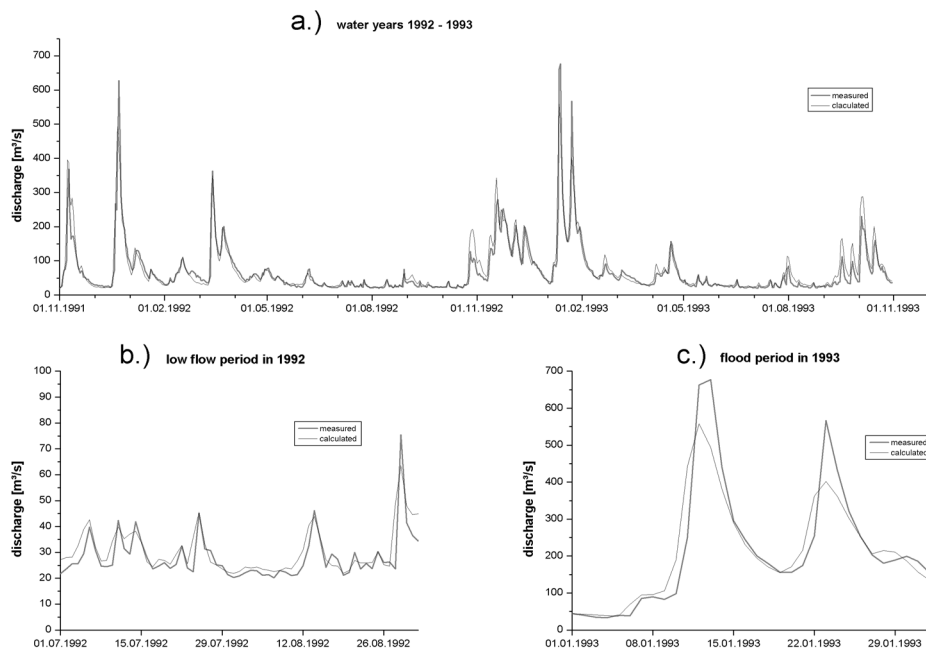 a.) water years 1992 - 1993
discharge [m³/s]
700
600
500
400
300
200
100
0
01.11.1991 01.02.1992 01.05.1992 01.08.1992 01.11.1992 01.02.1993 01.05.1993 01.08.1993 01.11.1993
measured
claculated
b.) low flow period in 1992
discharge [m³/s]
100
90
80
70
60
50
40
30
20
10
0
01.07.1992 15.07.1992 29.07.1992 12.08.1992 26.08.1992
measured
calculated
c.) flood period in 1993
discharge [m³/s]
700
600
500
400
300
200
100
0
01.01.1993 08.01.1993 15.01.1993 22.01.1993 29.01.1993
measured
calculated